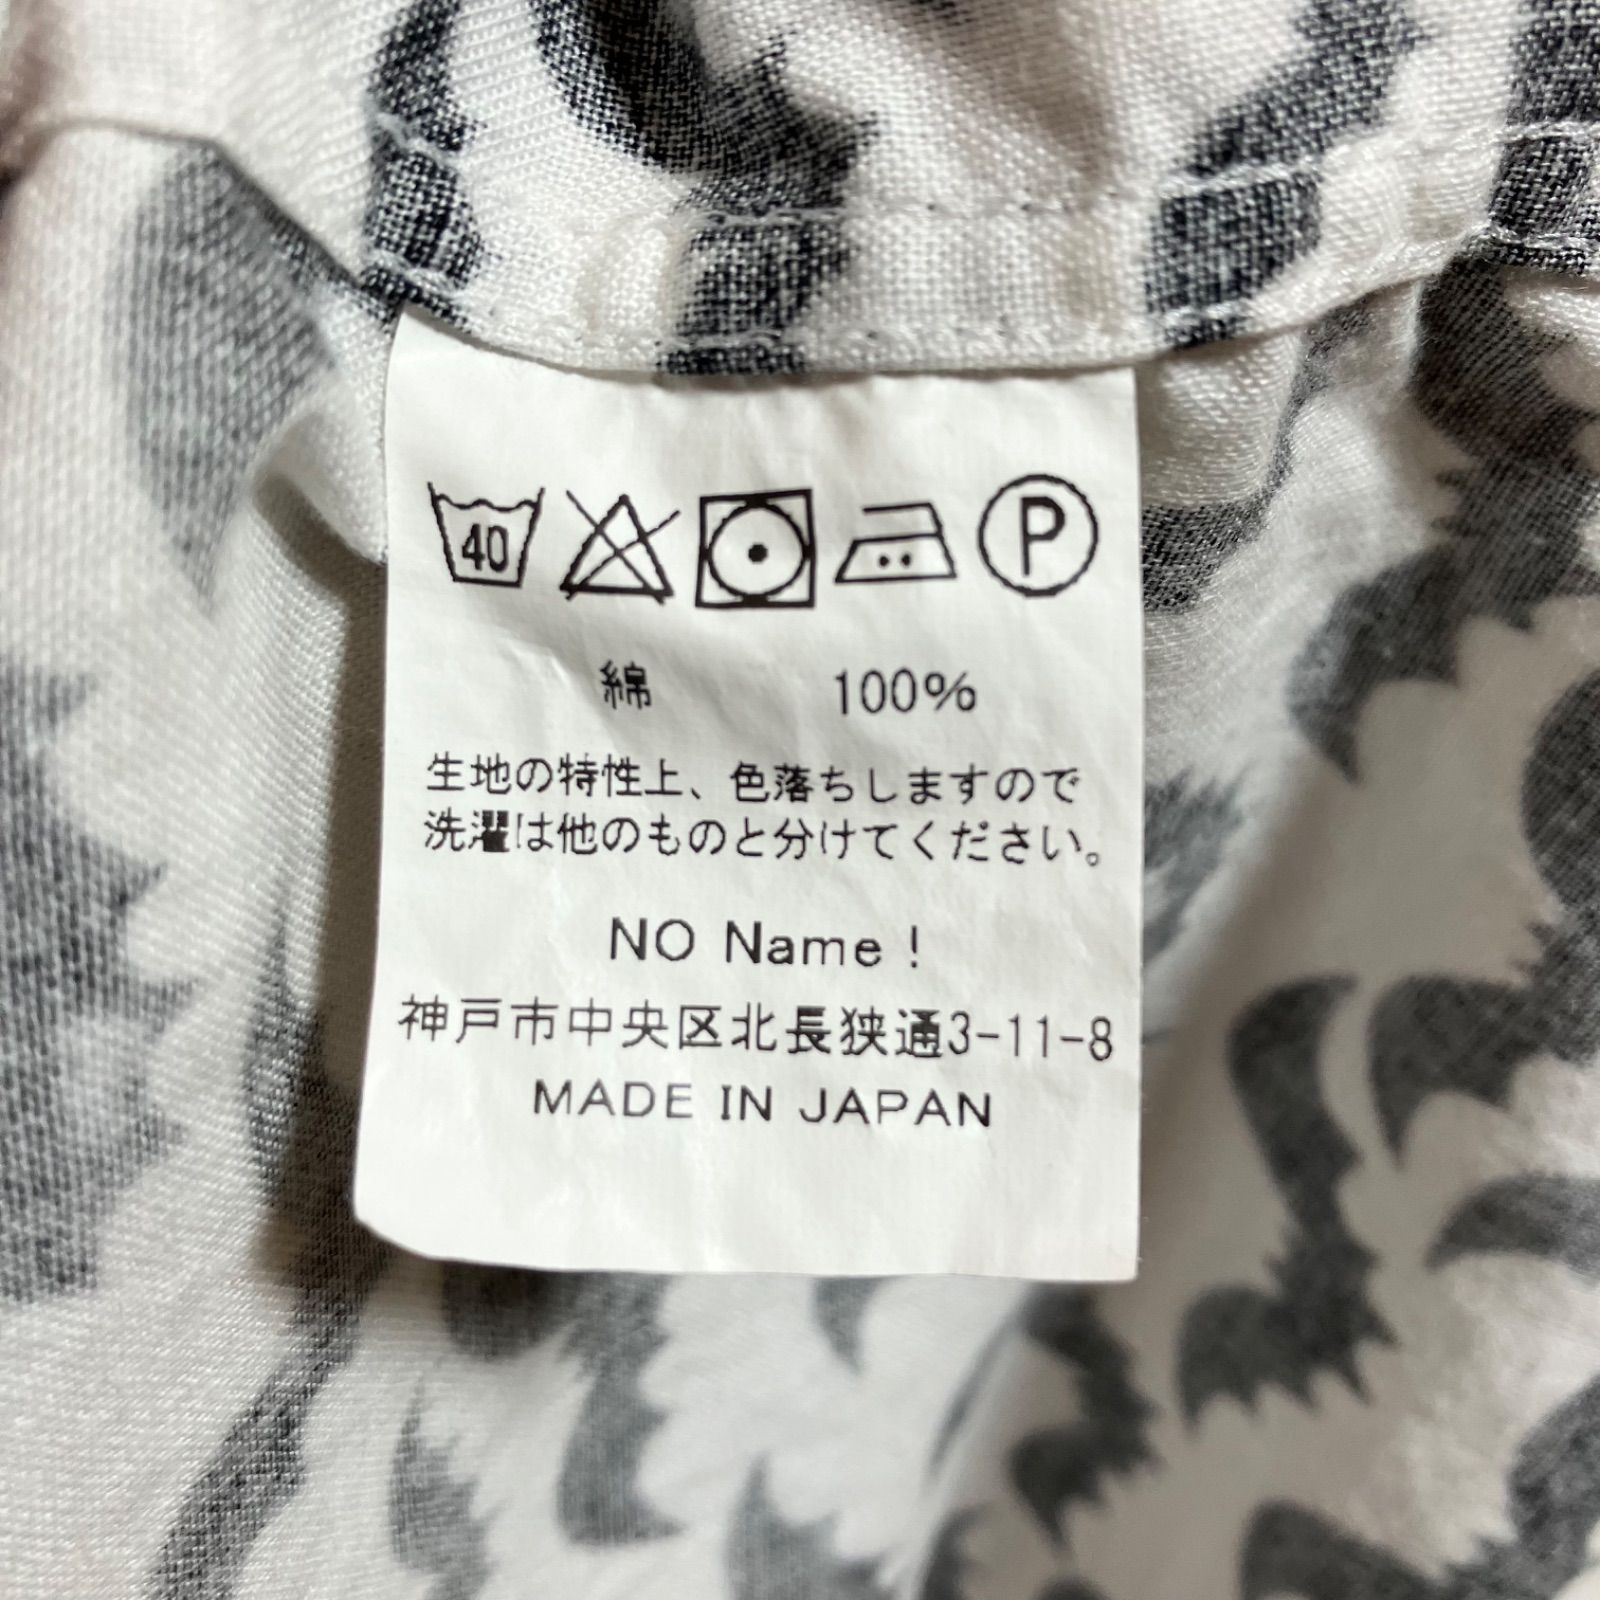 40 P
綿 100%
生地の特性上、色落ちしますので
洗濯は他のものと分けてください。
NO Name !
神戸市中央区北長狭通3-11-8
MADE IN JAPAN